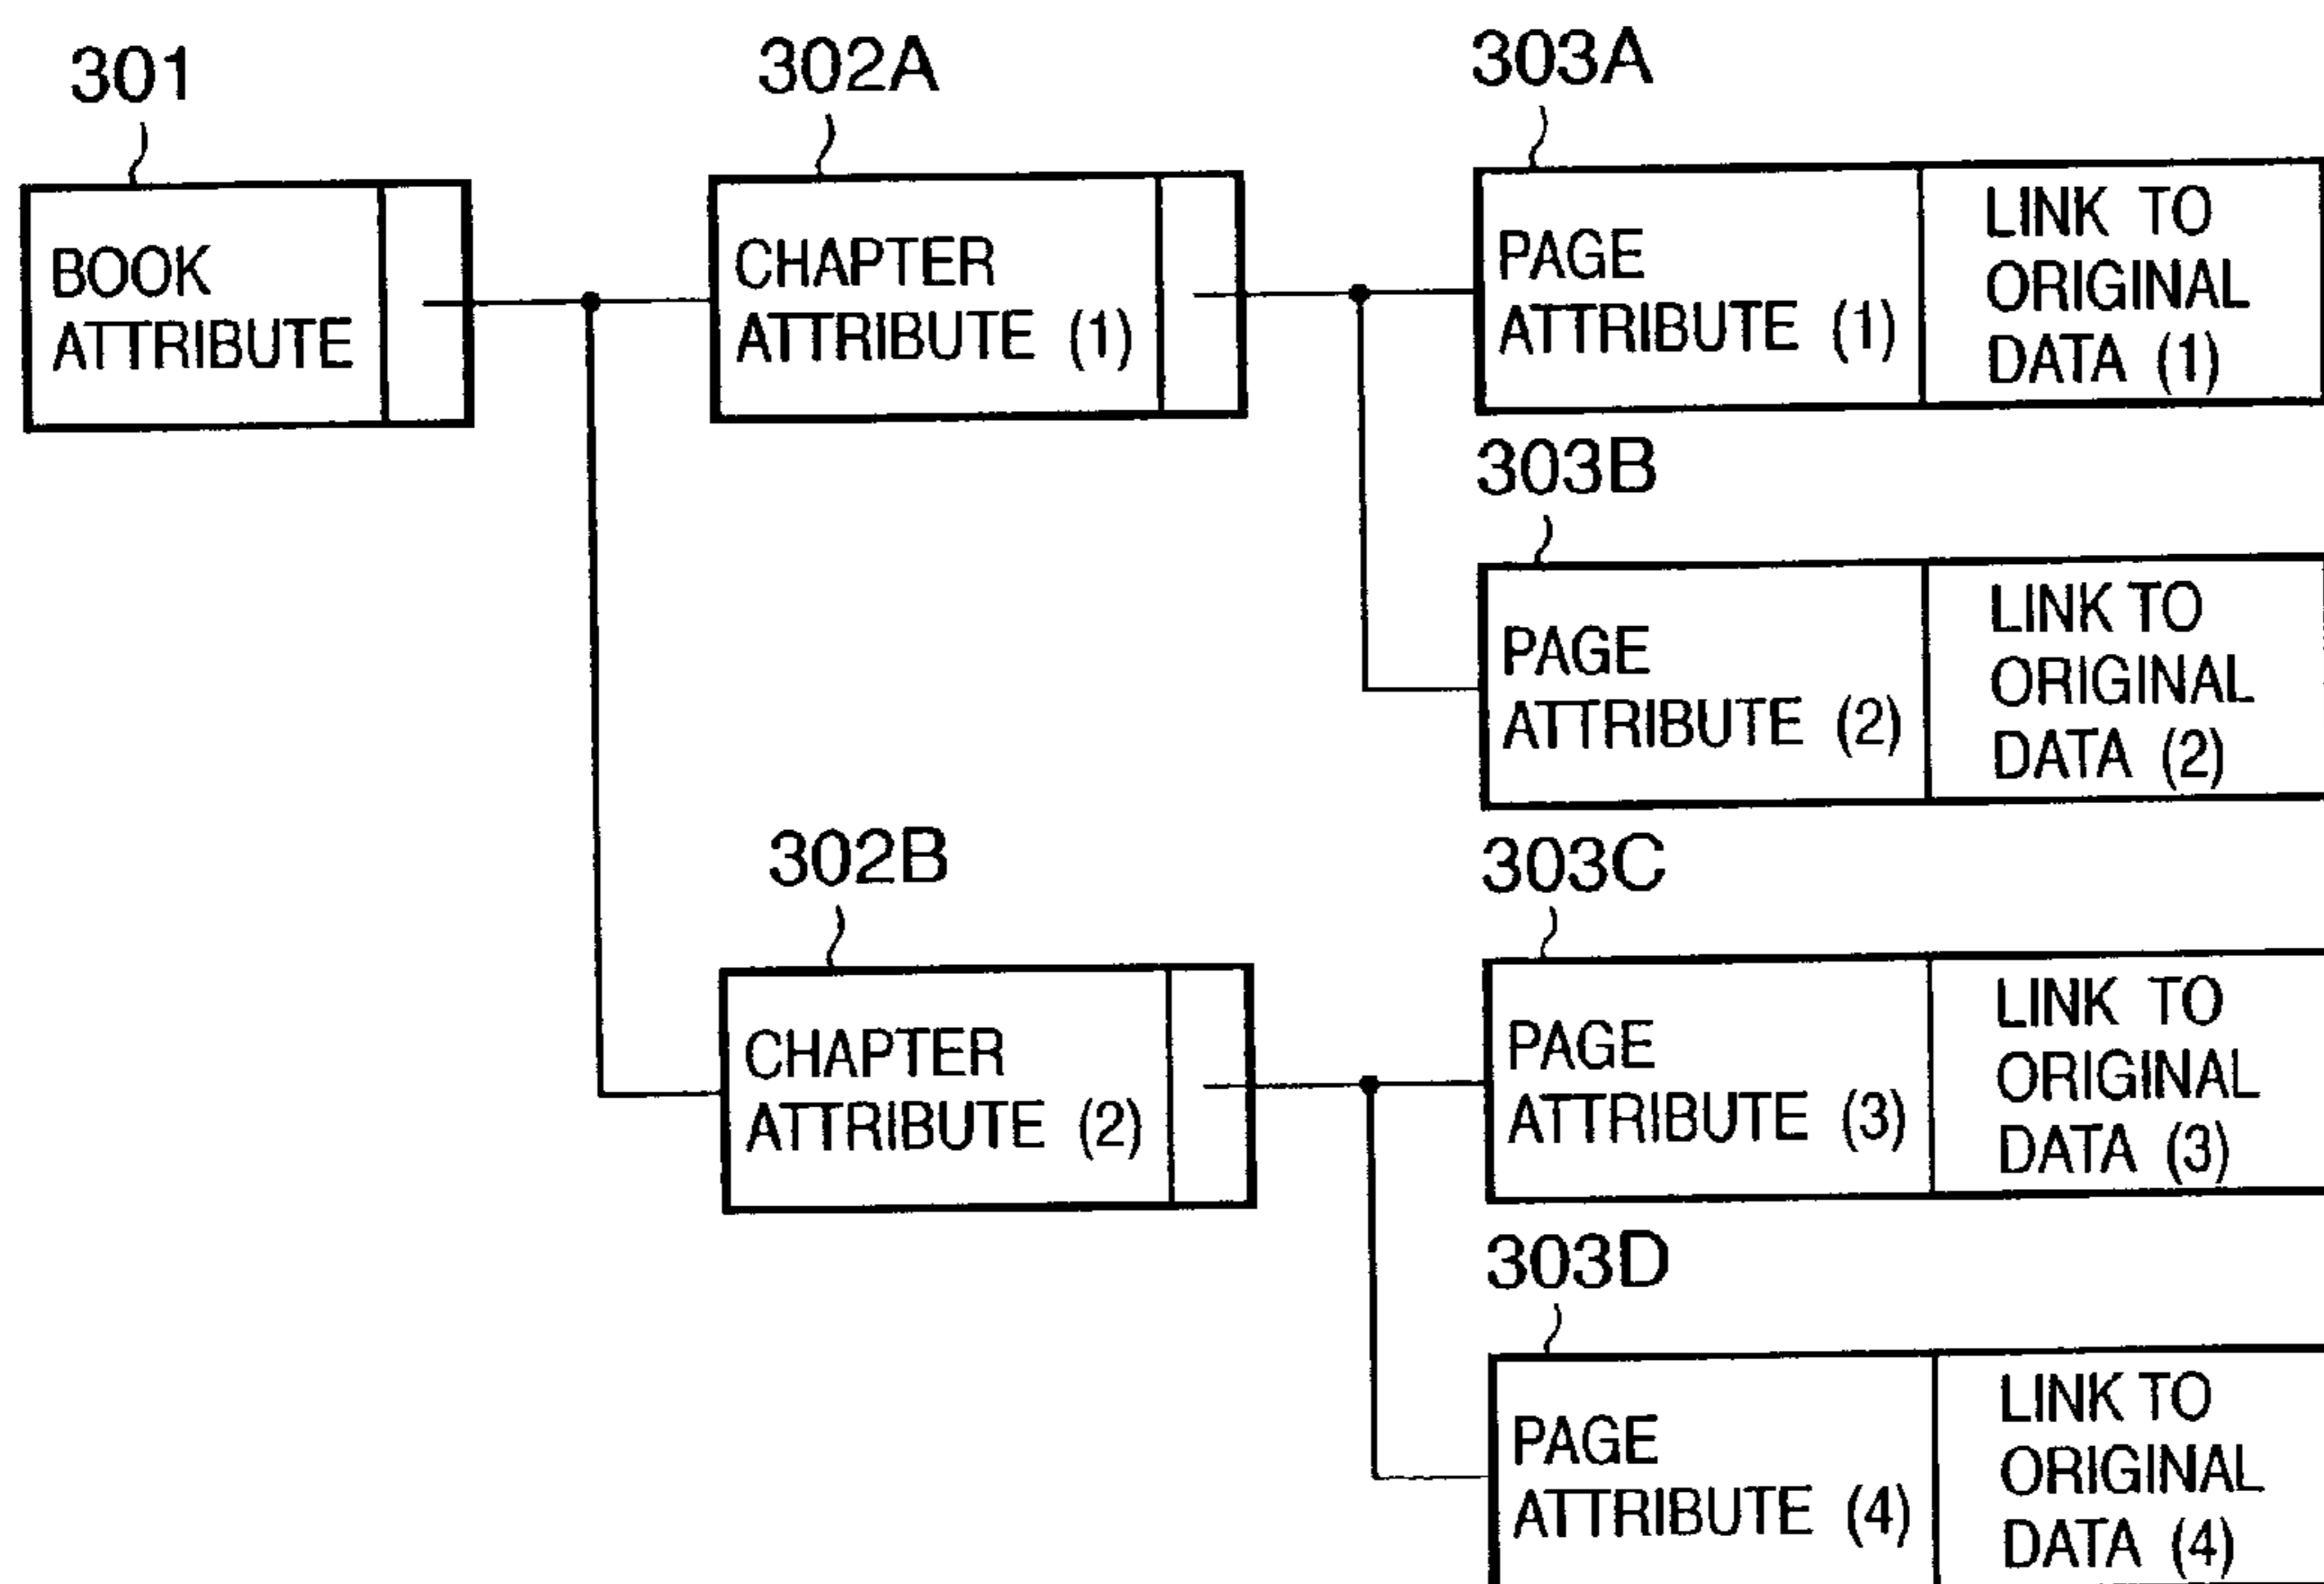 301
BOOK
ATTRIBUTE
302A
CHAPTER
ATTRIBUTE (1)
303A
PAGE
ATTRIBUTE (1)
LINK TO
ORIGINAL
DATA (1)
303B
PAGE
ATTRIBUTE (2)
LINK TO
ORIGINAL
DATA (2)
302B
CHAPTER
ATTRIBUTE (2)
303C
PAGE
ATTRIBUTE (3)
LINK TO
ORIGINAL
DATA (3)
303D
PAGE
ATTRIBUTE (4)
LINK TO
ORIGINAL
DATA (4)